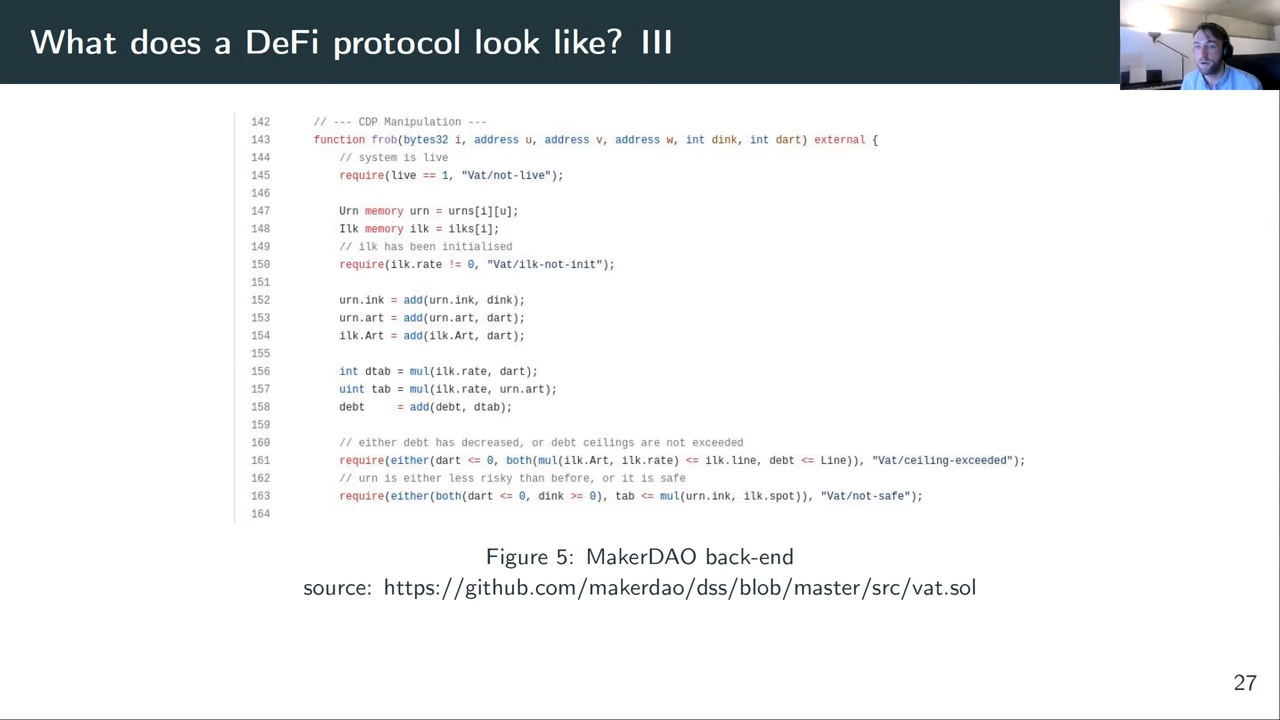 What does a DeFi protocol look like? III
142 // --- CDP Manipulation ---
143 function frob(bytes32 i, address u, address v, address w, int dink, int dart) external {
144 // system is live
145 require(live == 1, "Vat/not-live");
146
147 Urn memory urn = urns[i][u];
148 Ilk memory ilk = ilks[i];
149 // ilk has been initialised
150 require(ilk.rate != 0, "Vat/ilk-not-init");
151
152 urn.ink = add(urn.ink, dink);
153 urn.art = add(urn.art, dart);
154 ilk.Art = add(ilk.Art, dart);
155
156 int dtab = mul(ilk.rate, dart);
157 uint tab = mul(ilk.rate, urn.art);
158 debt     = add(debt, dtab);
159
160 // either debt has decreased, or debt ceilings are not exceeded
161 require(either(dart <= 0, both(mul(ilk.Art, ilk.rate) <= ilk.line, debt <= Line)), "Vat/ceiling-exceeded");
162 // urn is either less risky than before, or it is safe
163 require(either(both(dart <= 0, dink >= 0), tab <= mul(urn.ink, ilk.spot)), "Vat/not-safe");
164
Figure 5: MakerDAO back-end
source: https://github.com/makerdao/dss/blob/master/src/vat.sol
27